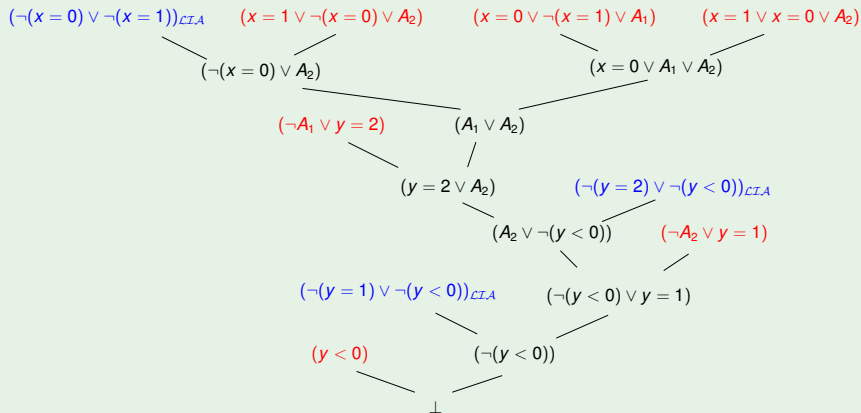 (¬(x = 0) ∨ ¬(x = 1))LIA (x = 1 ∨ ¬(x = 0) ∨ A2) (x = 0 ∨ ¬(x = 1) ∨ A1) (x = 1 ∨ x = 0 ∨ A2)
(¬(x = 0) ∨ A2) (x = 0 ∨ A1 ∨ A2)
(¬A1 ∨ y = 2) (A1 ∨ A2)
(y = 2 ∨ A2) (¬(y = 2) ∨ ¬(y < 0))LIA
(A2 ∨ ¬(y < 0)) (¬A2 ∨ y = 1)
(¬(y = 1) ∨ ¬(y < 0))LIA (¬(y < 0) ∨ y = 1)
(y < 0) (¬(y < 0))
⊥